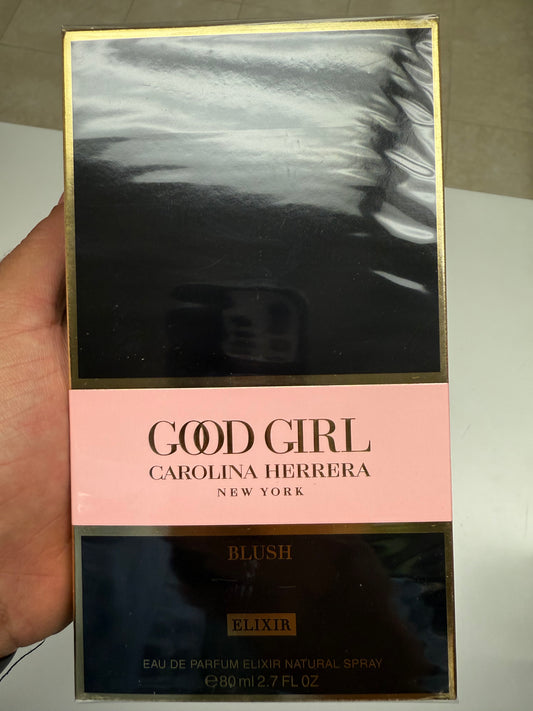 GOOD GIRL
CAROLINA HERRERA
NEW YORK
BLUSH
ELIXIR
EAU DE PARFUM ELIXIR NATURAL SPRAY
℮80 ml 2.7 FL OZ